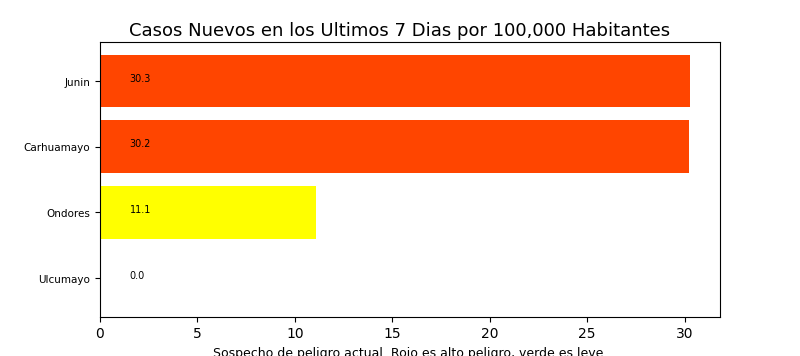 Casos Nuevos en los Ultimos 7 Dias por 100,000 Habitantes
Junin
30.3
Carhuamayo
30.2
Ondores
11.1
Ulcumayo
0.0
0 5 10 15 20 25 30
Sospecho de peligro actual. Rojo es alto peligro, verde es leve